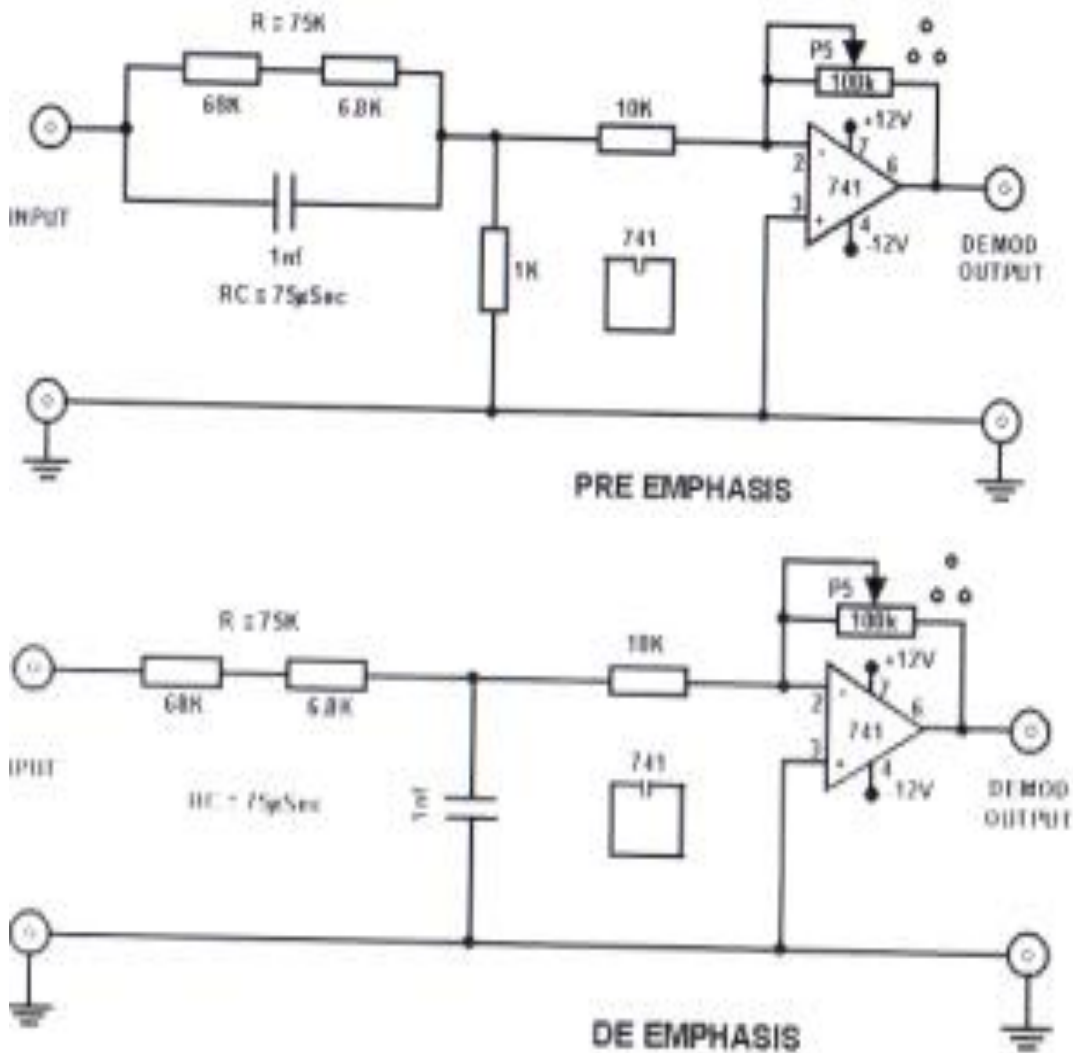 R ≅ 75K
68K
6.8K
INPUT
1nf
RC ≅ 75µSec
1K
10K
741
P5
100k
+12V
7
2
-
6
741
3
+
4
-12V
DEMOD
OUTPUT
PRE EMPHASIS
R ≅ 75K
68K
6.8K
PUT
75µSec
1nf
10K
741
P5
100k
+12V
7
2
-
6
741
3
+
4
-12V
DEMOD
OUTPUT
DE EMPHASIS